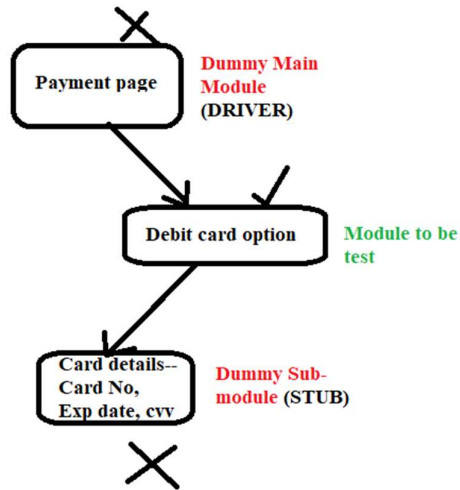 Payment page
Dummy Main
Module
(DRIVER)
Debit card option
Module to be
test
Card details--
Card No,
Exp date, cvv
Dummy Sub-
module (STUB)